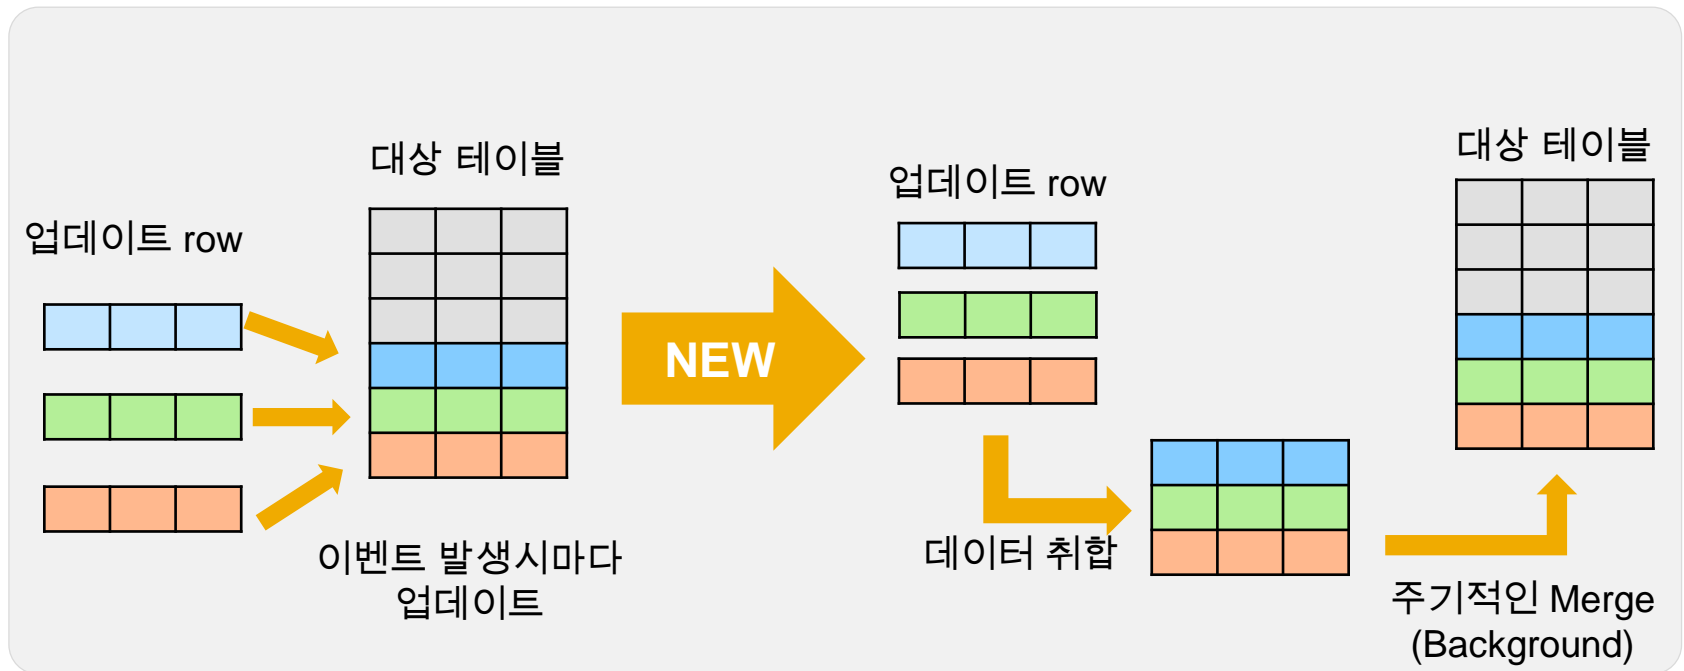 업데이트 row
대상 테이블
이벤트 발생시마다
업데이트
NEW
업데이트 row
데이터 취합
대상 테이블
주기적인 Merge
(Background)